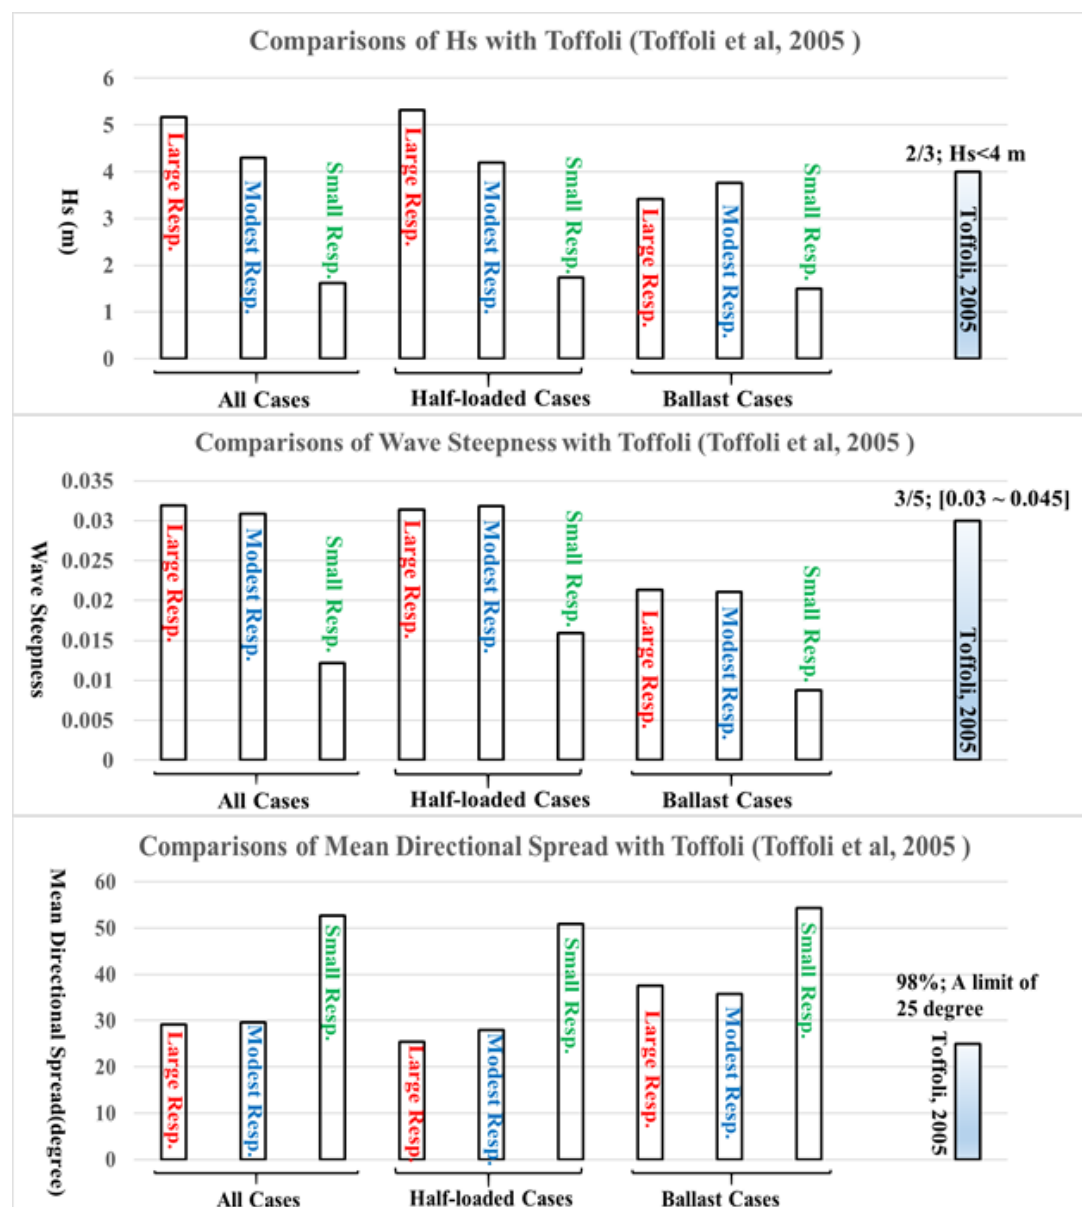 Comparisons of Hs with Toffoli (Toffoli et al, 2005 )
Hs (m)
6
5
4
3
2
1
0
Large Resp.
Modest Resp.
Small Resp.
Large Resp.
Modest Resp.
Small Resp.
Large Resp.
Modest Resp.
Small Resp.
2/3; Hs<4 m
Toffoli, 2005
All Cases
Half-loaded Cases
Ballast Cases
Comparisons of Wave Steepness with Toffoli (Toffoli et al, 2005 )
Wave Steepness
0.035
0.03
0.025
0.02
0.015
0.01
0.005
0
Large Resp.
Modest Resp.
Small Resp.
Large Resp.
Modest Resp.
Small Resp.
Large Resp.
Modest Resp.
Small Resp.
3/5; [0.03 ~ 0.045]
Toffoli, 2005
All Cases
Half-loaded Cases
Ballast Cases
Comparisons of Mean Directional Spread with Toffoli (Toffoli et al, 2005 )
Mean Directional Spread(degree)
60
50
40
30
20
10
0
Large Resp.
Modest Resp.
Small Resp.
Large Resp.
Modest Resp.
Small Resp.
Large Resp.
Modest Resp.
Small Resp.
98%; A limit of
25 degree
Toffoli, 2005
All Cases
Half-loaded Cases
Ballast Cases